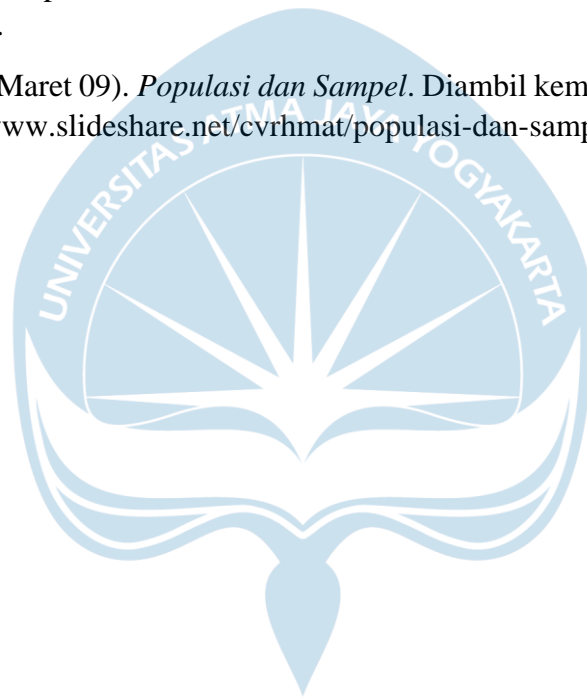 .
Maret 09). Populasi dan Sampel. Diambil kem
www.slideshare.net/cvrhmat/populasi-dan-samp
UNIVERSITAS ATMA JAYA YOGYAKARTA